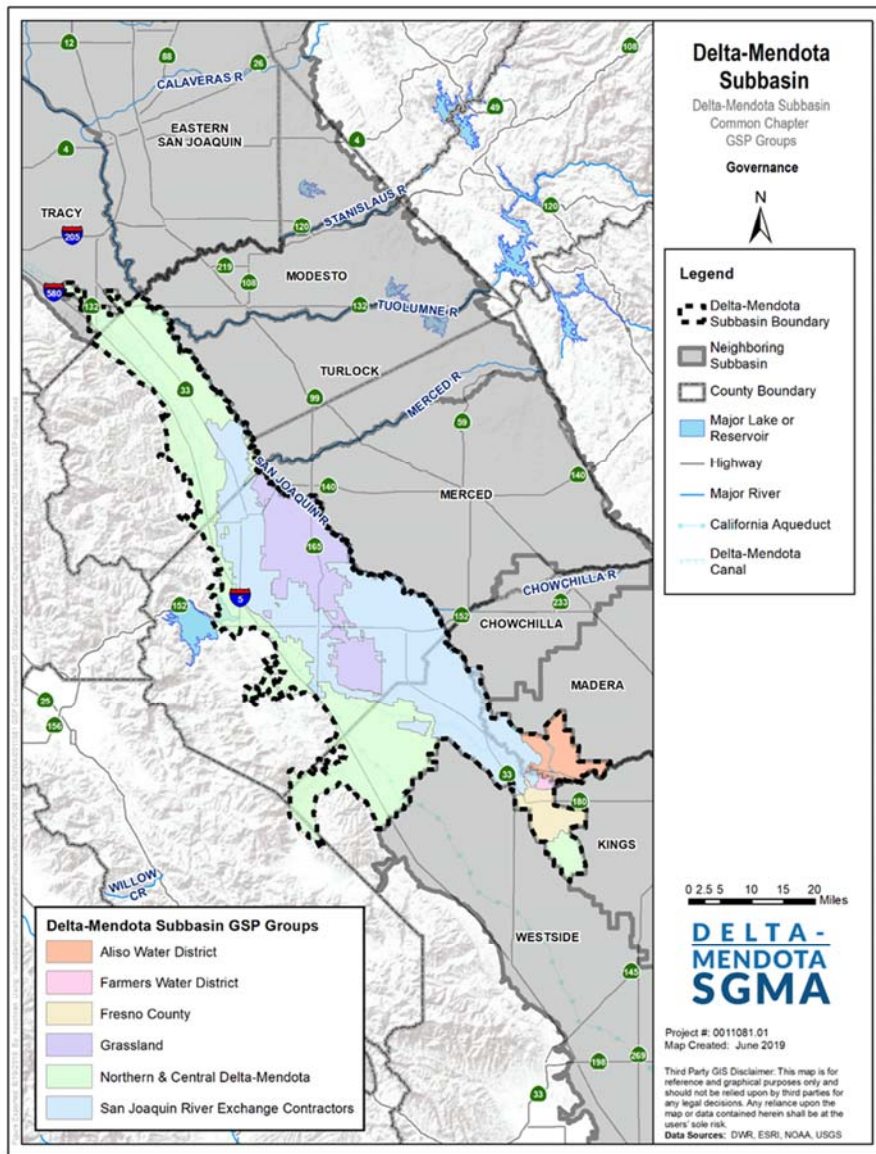 Delta-Mendota
Subbasin
Delta-Mendota Subbasin
Common Chapter
GSP Groups
Governance
N
Legend
Delta-Mendota
Subbasin Boundary
Neighboring
Subbasin
County Boundary
Major Lake or
Reservoir
Highway
Major River
California Aqueduct
Delta-Mendota
Canal
12
88
26
108
CALAVERAS R
49
EASTERN
SAN JOAQUIN
4
4
STANISLAUS R
TRACY
120
120
205
219
MODESTO
108
580
132
132
TUOLUMNE R
33
TURLOCK
99
MERCED R
59
SAN JOAQUIN R
140
140
MERCED
165
CHOWCHILLA R
5
152
152
233
CHOWCHILLA
MADERA
25
156
33
180
KINGS
WILLOW
CR
WESTSIDE
145
198
269
33
0 2.5 5 10 15 20
Miles
Delta-Mendota Subbasin GSP Groups
Aliso Water District
Farmers Water District
Fresno County
Grassland
Northern & Central Delta-Mendota
San Joaquin River Exchange Contractors
DELTA-
MENDOTA
SGMA
Project #: 0011081.01
Map Created: June 2019
Third Party GIS Disclaimer: This map is for
reference and graphical purposes only and
should not be relied upon by third parties for
any legal decisions. Any reliance upon the
map or data contained herein shall be at the
users' sole risk.
Data Sources: DWR, ESRI, NOAA, USGS